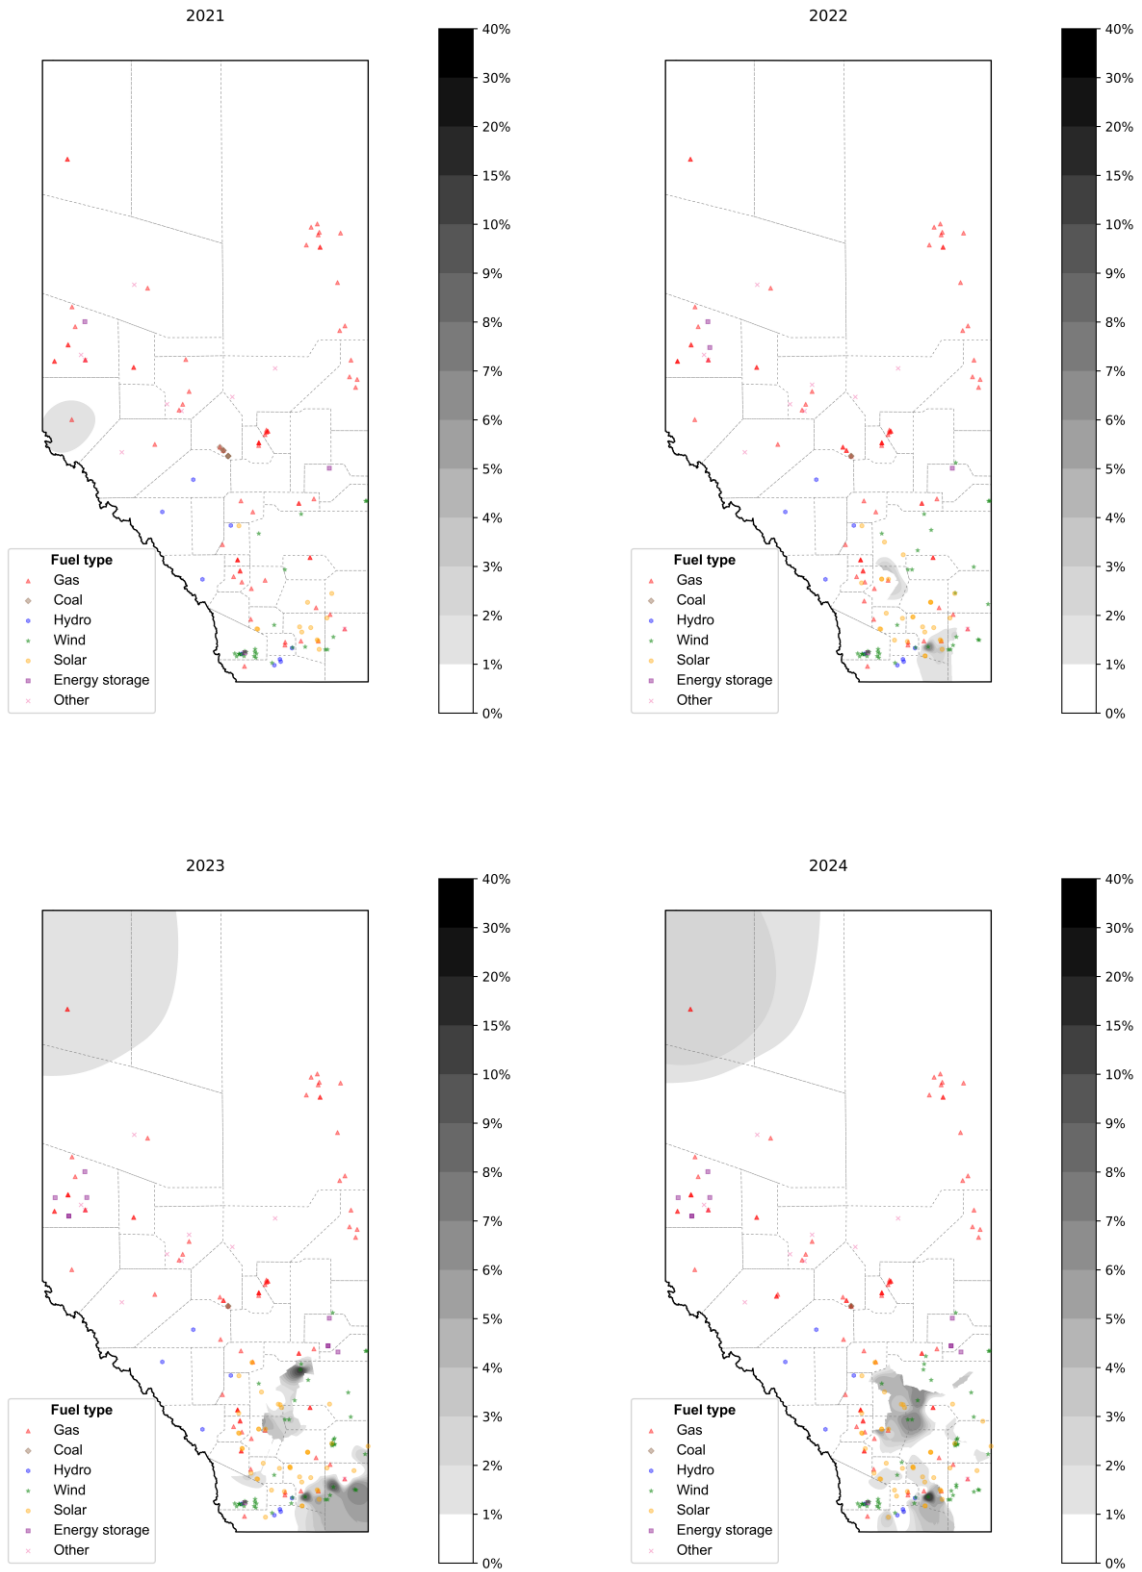 2021
40%
30%
20%
15%
10%
9%
8%
7%
6%
5%
4%
3%
2%
1%
0%
Fuel type
Gas
Coal
Hydro
Wind
Solar
Energy storage
Other
2022
40%
30%
20%
15%
10%
9%
8%
7%
6%
5%
4%
3%
2%
1%
0%
Fuel type
Gas
Coal
Hydro
Wind
Solar
Energy storage
Other
2023
40%
30%
20%
15%
10%
9%
8%
7%
6%
5%
4%
3%
2%
1%
0%
Fuel type
Gas
Coal
Hydro
Wind
Solar
Energy storage
Other
2024
40%
30%
20%
15%
10%
9%
8%
7%
6%
5%
4%
3%
2%
1%
0%
Fuel type
Gas
Coal
Hydro
Wind
Solar
Energy storage
Other